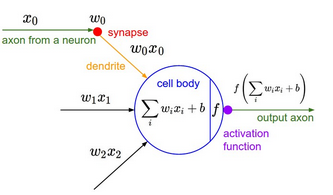 x₀ w₀
synapse
axon from a neuron
w₀x₀
dendrite
cell body
f(∑ᵢ wᵢxᵢ + b)
w₁x₁
∑ᵢ wᵢxᵢ + b
f
output axon
activation
function
w₂x₂